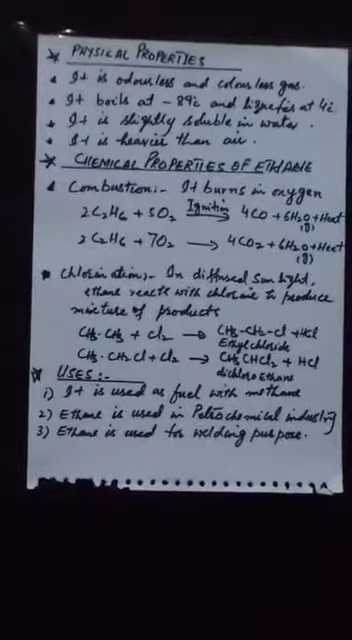 * PHYSICAL PROPERTIES
• It is odourless and colourless gas.
• It boils at -89c and liquefies at 4c
• It is slightly soluble in water.
• It is heavier than air.
* CHEMICAL PROPERTIES OF ETHANE
• Combustion:- It burns in oxygen
2C2H6 + 5O2 Ignition → 4CO + 6H2O + Heat
(g)
2C2H6 + 7O2 → 4CO2 + 6H2O + Heat
(g)
• Chlorination:- In diffused sun light,
ethane reacts with chlorine to produce
mixture of products
CH3-CH3 + Cl2 → CH3-CH2-Cl + HCl
Ethyl chloride
CH3-CH2Cl + Cl2 → CH3CHCl2 + HCl
dichloro Ethane
* USES:-
1) It is used as fuel with methane
2) Ethane is used in Petrochemical industry
3) Ethane is used for welding purpose.